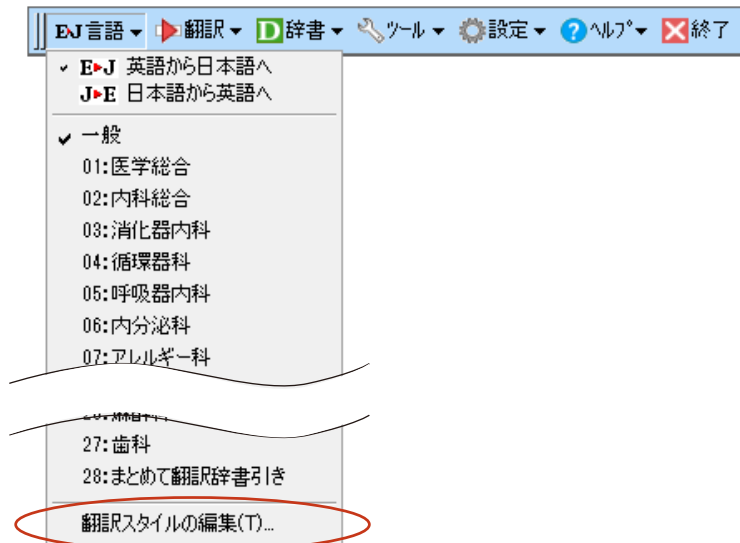 EJ言語 翻訳 辞書 ツール 設定 ヘルプ 終了
E▸J 英語から日本語へ
J▸E 日本語から英語へ
一般
01:医学総合
02:内科総合
03:消化器内科
04:循環器科
05:呼吸器内科
06:内分泌科
07:アレルギー科
27:歯科
28:まとめて翻訳辞書引き
翻訳スタイルの編集(T)...